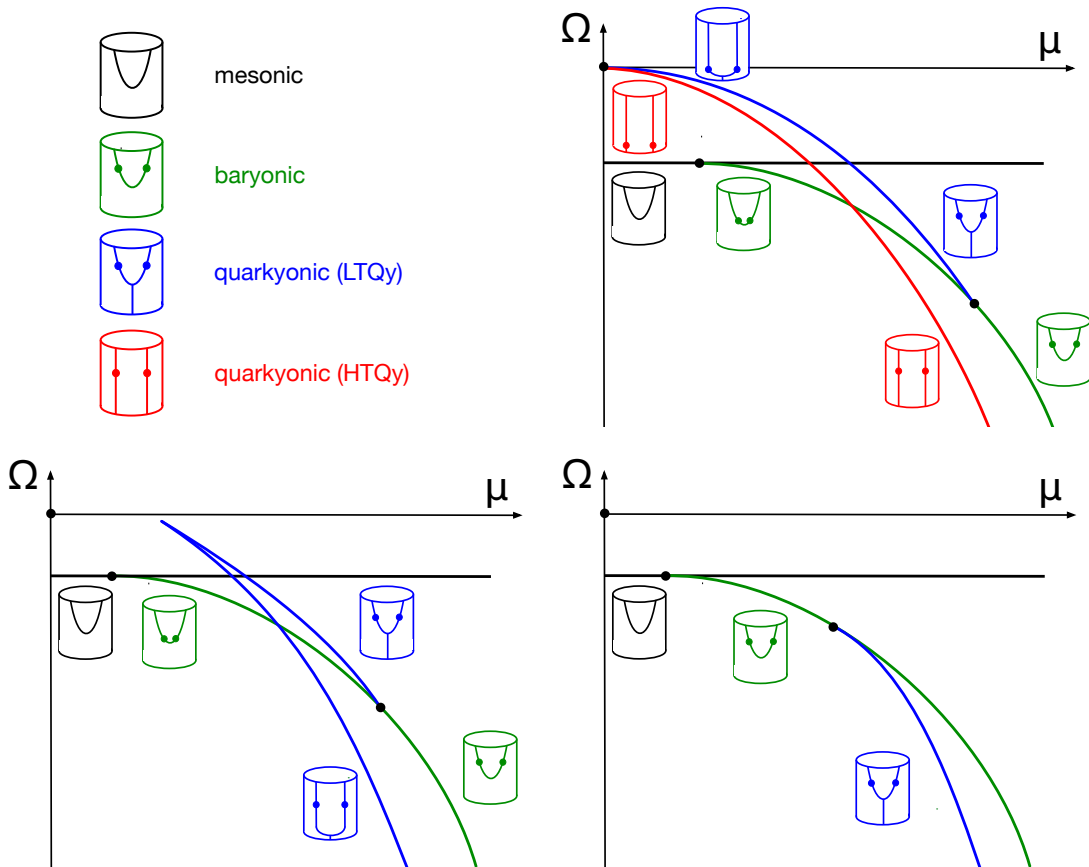 mesonic
baryonic
quarkyonic (LTQy)
quarkyonic (HTQy)
Ω
μ
Ω
μ
Ω
μ